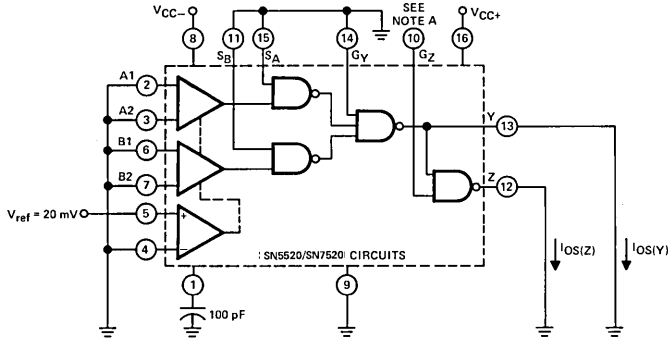 VCC−
SEE
NOTE A
VCC+
8
11
15
14
10
16
SB
SA
GY
GZ
A1
2
A2
3
B1
6
B2
7
Vref = 20 mV
5
+
4
−
Y
13
Z
12
SN5520/SN7520 CIRCUITS
IOS(Z)
IOS(Y)
1
9
100 pF